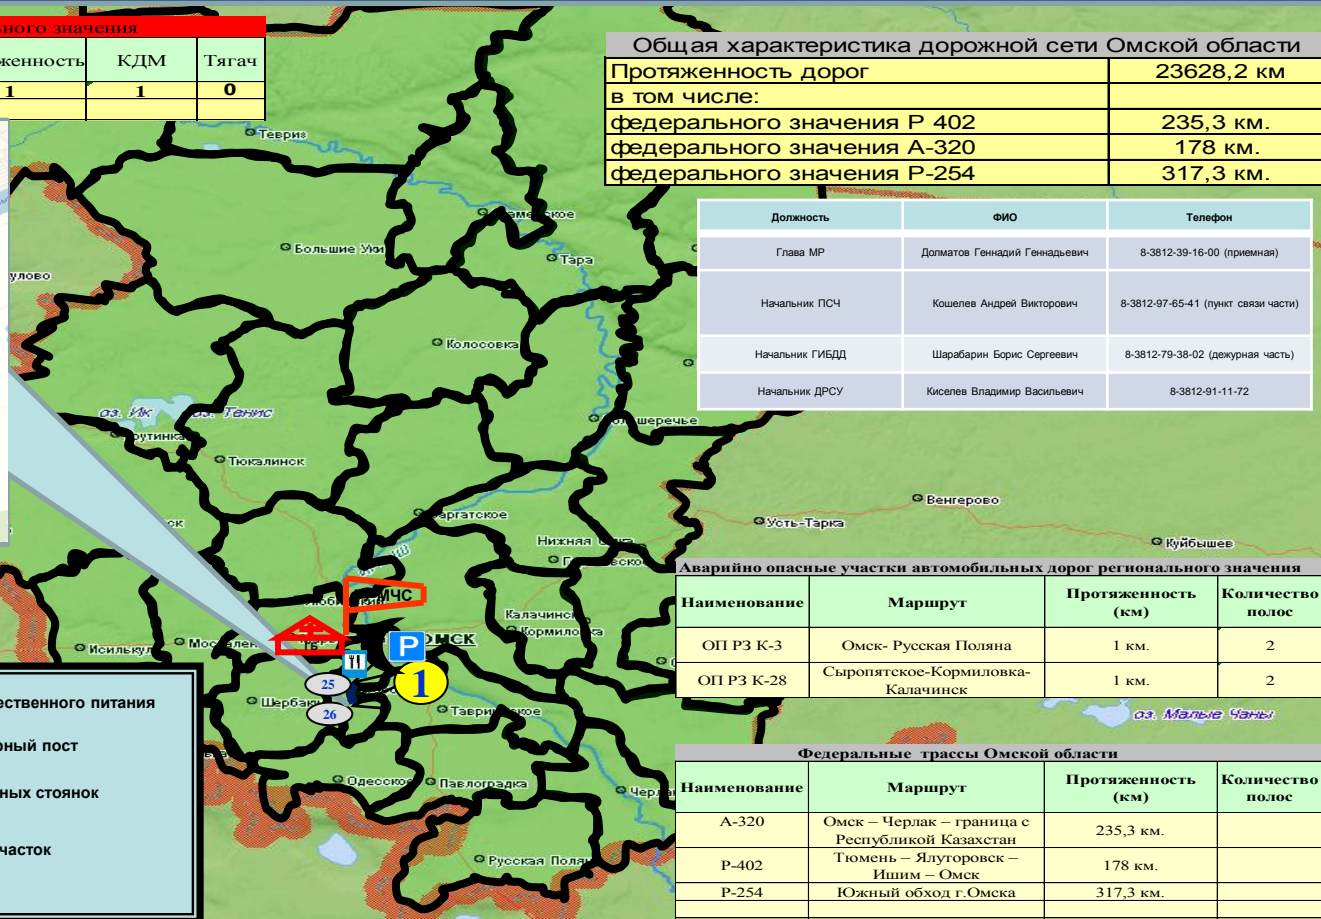 ного значения
женность КДМ Тягач
1 1 0
Общая характеристика дорожной сети Омской области
Протяженность дорог 23628,2 км
в том числе:
федерального значения Р 402 235,3 км.
федерального значения А-320 178 км.
федерального значения Р-254 317,3 км.
Должность ФИО Телефон
Глава МР Долматов Геннадий Геннадьевич 8-3812-39-16-00 (приемная)
Начальник ПСЧ Кошелев Андрей Викторович 8-3812-97-65-41 (пункт связи части)
Начальник ГИБДД Шарабарин Борис Сергеевич 8-3812-79-38-02 (дежурная часть)
Начальник ДРСУ Киселев Владимир Васильевич 8-3812-91-11-72
Тевриз
Большие Уки
Тара
улово
Колосовка
оз. Ик оз. Тенис
Тюкалинск
Венгерово
Усть-Тарка
Куйбышев
Нижняя
МЧС
Калачинск
Кормиловка
ОМСК
P
Исилькуль
25
1
26
Щербаки
Одесское
Павлоградка
Русская Поляна
оз. Малые Чаны
Аварийно опасные участки автомобильных дорог регионального значения
Наименование Маршрут Протяженность (км) Количество полос
ОП РЗ К-3 Омск- Русская Поляна 1 км. 2
ОП РЗ К-28 Сыропятское-Кормиловка-
Калачинск 1 км. 2
Федеральные трассы Омской области
Наименование Маршрут Протяженность (км) Количество полос
А-320 Омск – Черлак – граница с
Республикой Казахстан 235,3 км.
Р-402 Тюмень – Ялуторовск –
Ишим – Омск 178 км.
Р-254 Южный обход г.Омска 317,3 км.
ественного питания
рный пост
ных стоянок
часток